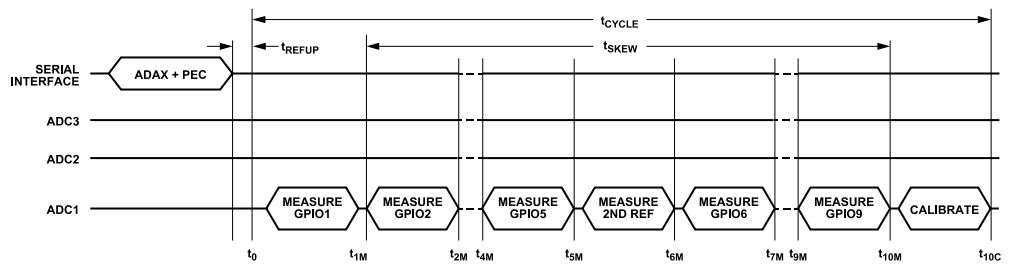 tCYCLE
tREFUP
tSKEW
SERIAL
INTERFACE
ADAX + PEC
ADC3
ADC2
ADC1
MEASURE
GPIO1
MEASURE
GPIO2
MEASURE
GPIO5
MEASURE
2ND REF
MEASURE
GPIO6
MEASURE
GPIO9
CALIBRATE
t0
t1M
t2M
t4M
t5M
t6M
t7M
t9M
t10M
t10C